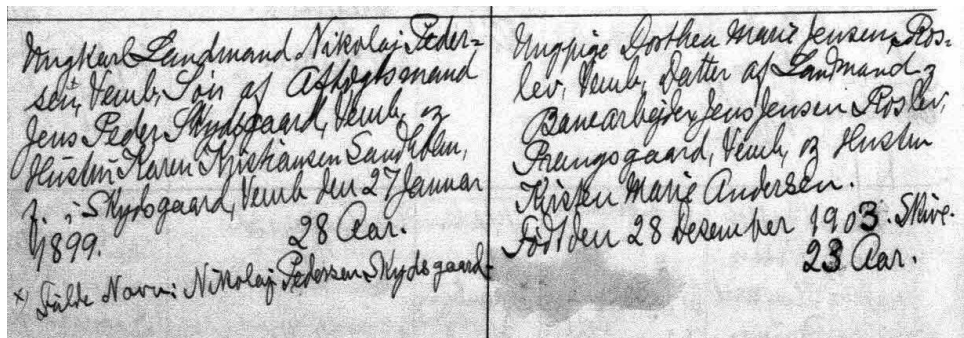 Ungkarl Landmand Nikolaj Peder=
sen, Vemb, Søn af Aftægtsmand
Jens Peder Skydsgaard, Vemb, og
Hustru Karen Kristiansen Sandholm,
f. i Skydsgaard, Vemb den 27 Januar
1899. 28 Aar.
x) Fulde Navn: Nikolaj Pedersen Skydsgaard
Ungpige Dorthea Marie Jensen Ros=
lev, Vemb, Datter af Landmand og
Banearbejder Jens Jensen Roslev,
Prangsgaard, Vemb, og Hustru
Kristen Marie Andersen.
Født den 28 Desember 1903. Skive.
23 Aar.